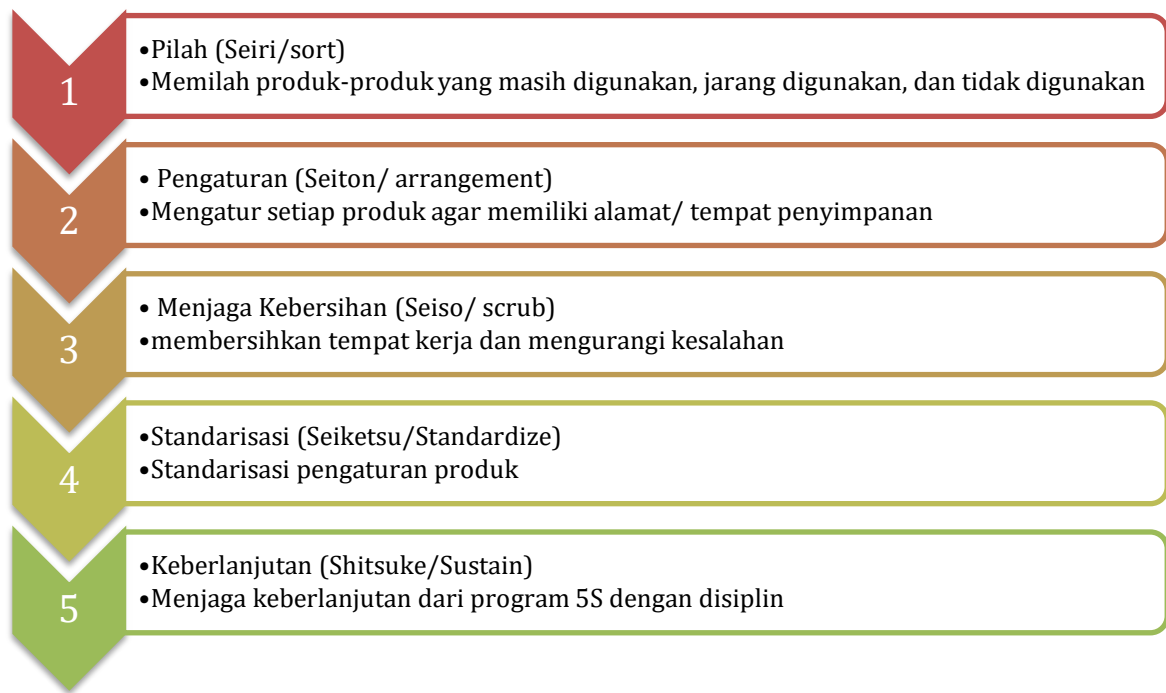 1
•Pilah (Seiri/sort)
•Memilah produk-produk yang masih digunakan, jarang digunakan, dan tidak digunakan
2
• Pengaturan (Seiton/ arrangement)
•Mengatur setiap produk agar memiliki alamat/ tempat penyimpanan
3
• Menjaga Kebersihan (Seiso/ scrub)
•membersihkan tempat kerja dan mengurangi kesalahan
4
•Standarisasi (Seiketsu/Standardize)
•Standarisasi pengaturan produk
5
•Keberlanjutan (Shitsuke/Sustain)
•Menjaga keberlanjutan dari program 5S dengan disiplin